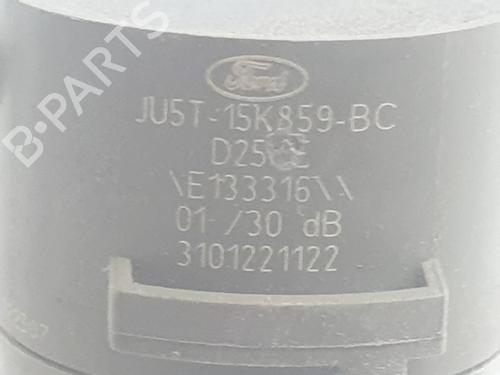 B-PARTS
Ford
JU5T-15K859-BC
\E133316\\
01 /30 dB
3101221122